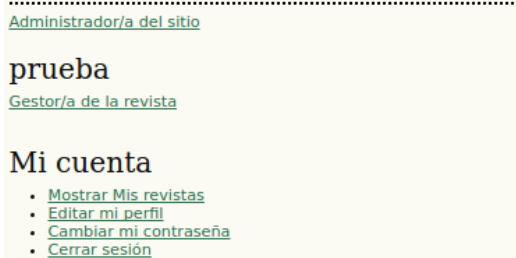 Administrador/a del sitio
prueba
Gestor/a de la revista
Mi cuenta
Mostrar Mis revistas
Editar mi perfil
Cambiar mi contraseña
Cerrar sesión